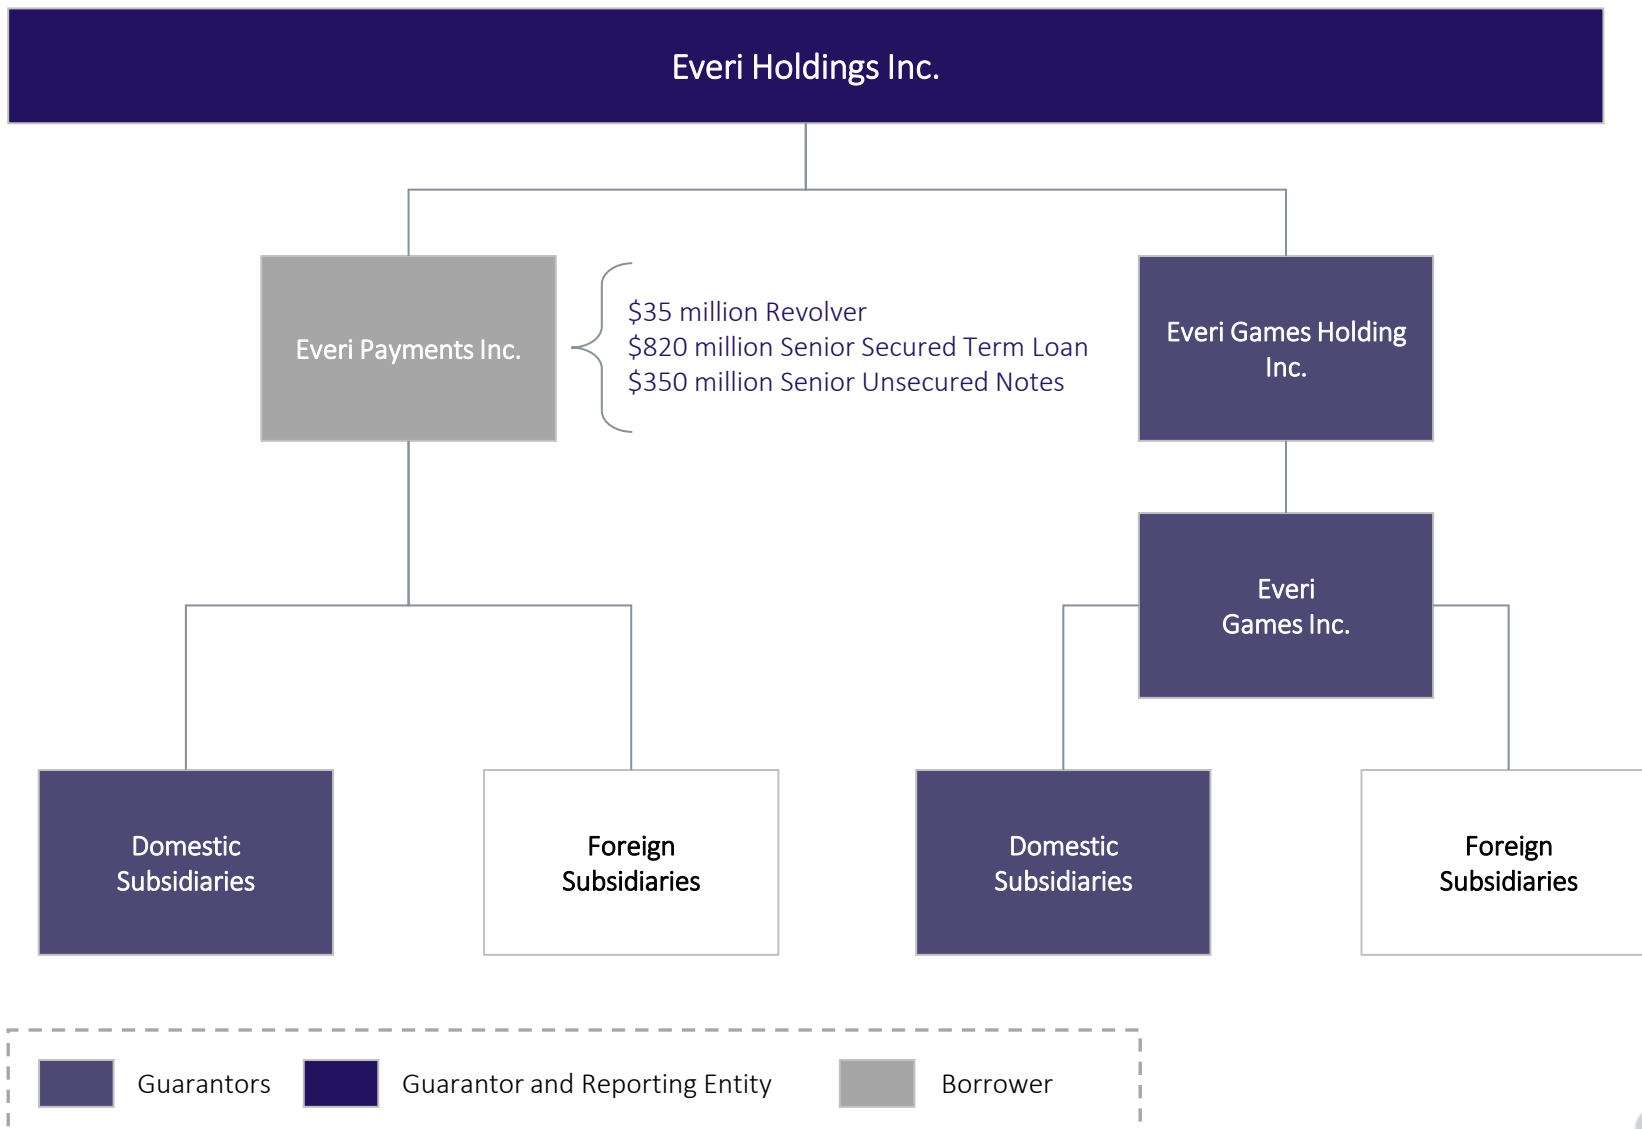 Everi Holdings Inc.
Everi Payments Inc.
$35 million Revolver
$820 million Senior Secured Term Loan
$350 million Senior Unsecured Notes
Everi Games Holding
Inc.
Everi
Games Inc.
Domestic
Subsidiaries
Foreign
Subsidiaries
Domestic
Subsidiaries
Foreign
Subsidiaries
Guarantors
Guarantor and Reporting Entity
Borrower